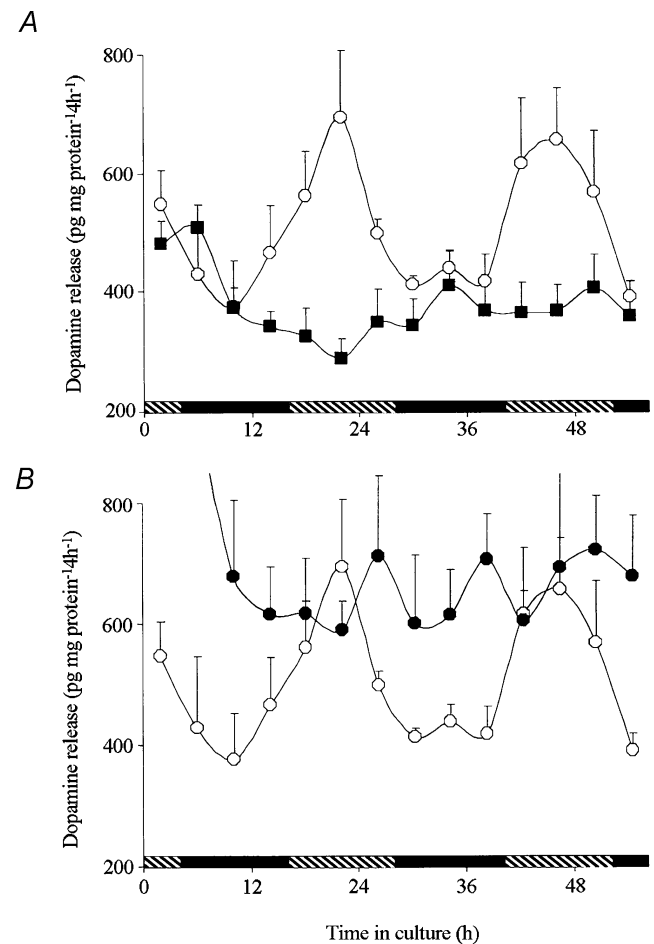 A
Dopamine release (pg mg protein⁻¹4h⁻¹)
800
600
400
200
0 12 24 36 48
B
Dopamine release (pg mg protein⁻¹4h⁻¹)
800
600
400
200
0 12 24 36 48
Time in culture (h)